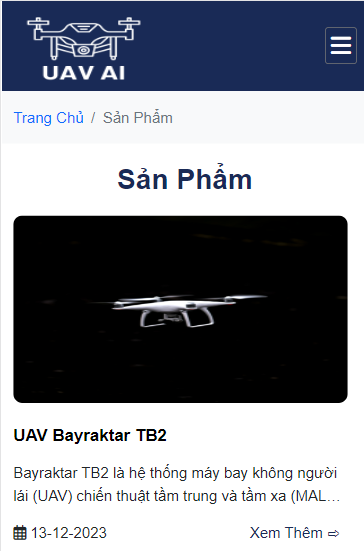 UAV AI
Trang Chủ / Sản Phẩm
Sản Phẩm
UAV Bayraktar TB2
Bayraktar TB2 là hệ thống máy bay không người
lái (UAV) chiến thuật tầm trung và tầm xa (MAL...
13-12-2023 Xem Thêm ⇨